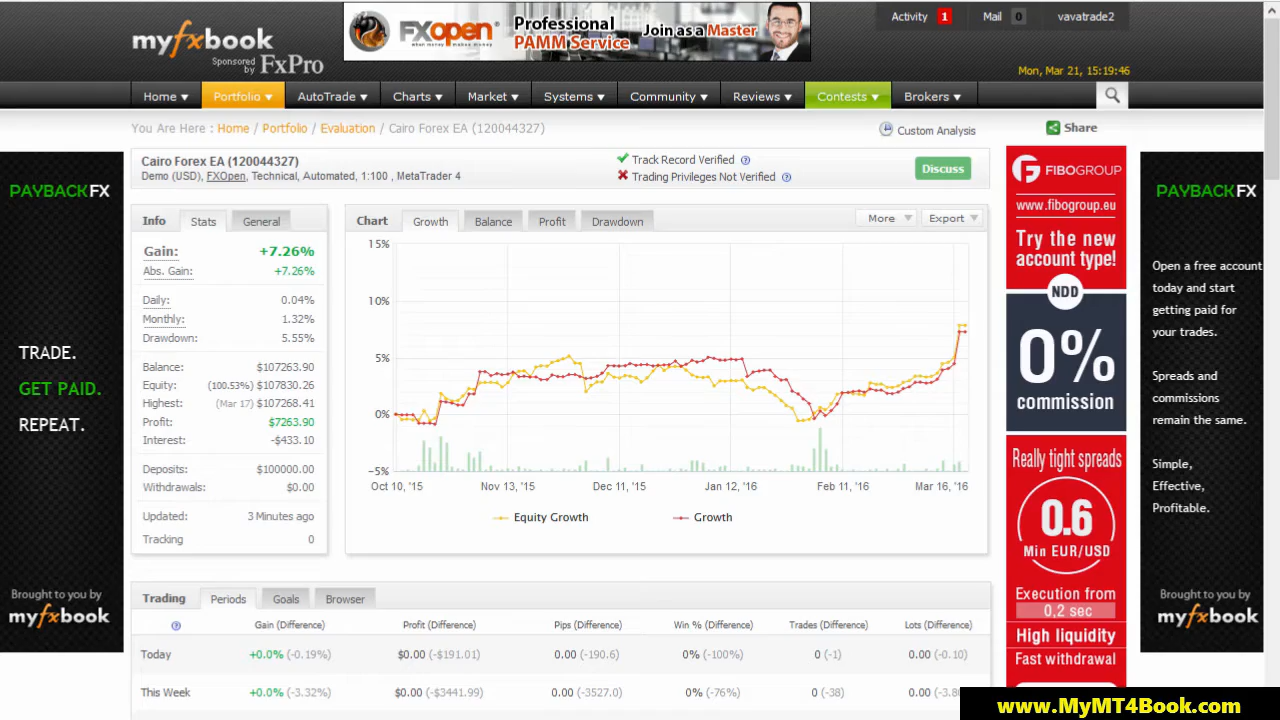 myfxbook
Sponsored by FxPro
FXOPEN
when money makes money
Professional
PAMM Service
Join as a Master
Activity 1 Mail 0 vavatrade2
Mon, Mar 21, 15:19:46
Home Portfolio AutoTrade Charts Market Systems Community Reviews Contests Brokers
You Are Here : Home / Portfolio / Evaluation / Cairo Forex EA (120044327)
Custom Analysis
Share
Cairo Forex EA (120044327)
Demo (USD), FXOpen, Technical, Automated, 1:100 , MetaTrader 4
Track Record Verified
Trading Privileges Not Verified
Discuss
Info Stats General
Gain: +7.26%
Abs. Gain: +7.26%
Daily: 0.04%
Monthly: 1.32%
Drawdown: 5.55%
Balance: $107263.90
Equity: (100.53%) $107830.26
Highest: (Mar 17) $107268.41
Profit: $7263.90
Interest: -$433.10
Deposits: $100000.00
Withdrawals: $0.00
Updated: 3 Minutes ago
Tracking 0
Chart Growth Balance Profit Drawdown
More Export
15%
10%
5%
0%
-5%
Oct 10, '15 Nov 13, '15 Dec 11, '15 Jan 12, '16 Feb 11, '16 Mar 16, '16
Equity Growth Growth
Trading Periods Goals Browser
Gain (Difference) Profit (Difference) Pips (Difference) Win % (Difference) Trades (Difference) Lots (Difference)
Today +0.0% (-0.19%) $0.00 (-$191.01) 0.00 (-190.6) 0% (-100%) 0 (-1) 0.00 (-0.10)
This Week +0.0% (-3.32%) $0.00 (-$3441.99) 0.00 (-3527.0) 0% (-76%) 0 (-38) 0.00
PAYBACKFX
TRADE.
GET PAID.
REPEAT.
Brought to you by
myfxbook
FIBOGROUP
www.fibogroup.eu
Try the new
account type!
NDD
0%
commission
Really tight spreads
0.6
Min EUR/USD
Execution from
0,2 sec
High liquidity
Fast withdrawal
PAYBACKFX
Open a free account
today and start
getting paid for
your trades.
Spreads and
commissions
remain the same.
Simple,
Effective,
Profitable.
Brought to you by
myfxbook
www.MyMT4Book.com